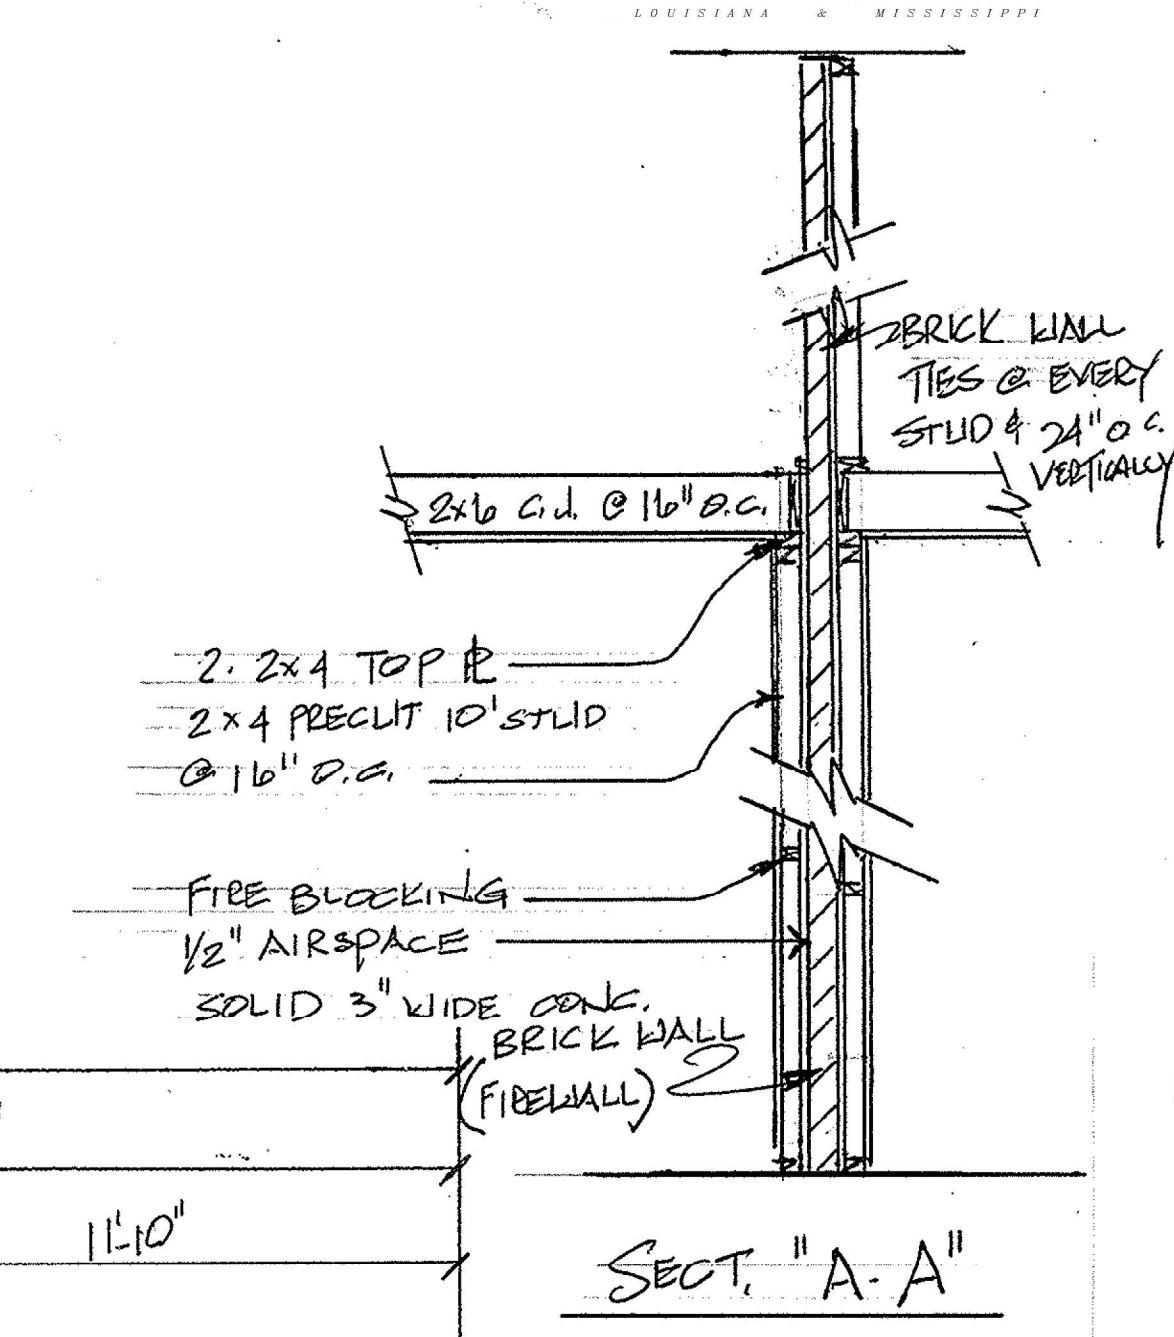 LOUISIANA & MISSISSIPPI
BRICK WALL
TIES @ EVERY
STUD & 24" O.C.
VERTICALLY
2x6 C.J. @ 16" O.C.
2. 2x4 TOP PL
2x4 PRECUT 10' STUD
@ 16" O.C.
FIRE BLOCKING
1/2" AIRSPACE
SOLID 3" WIDE CONC.
BRICK WALL
(FIREWALL)
11'-10"
SECT. "A-A"